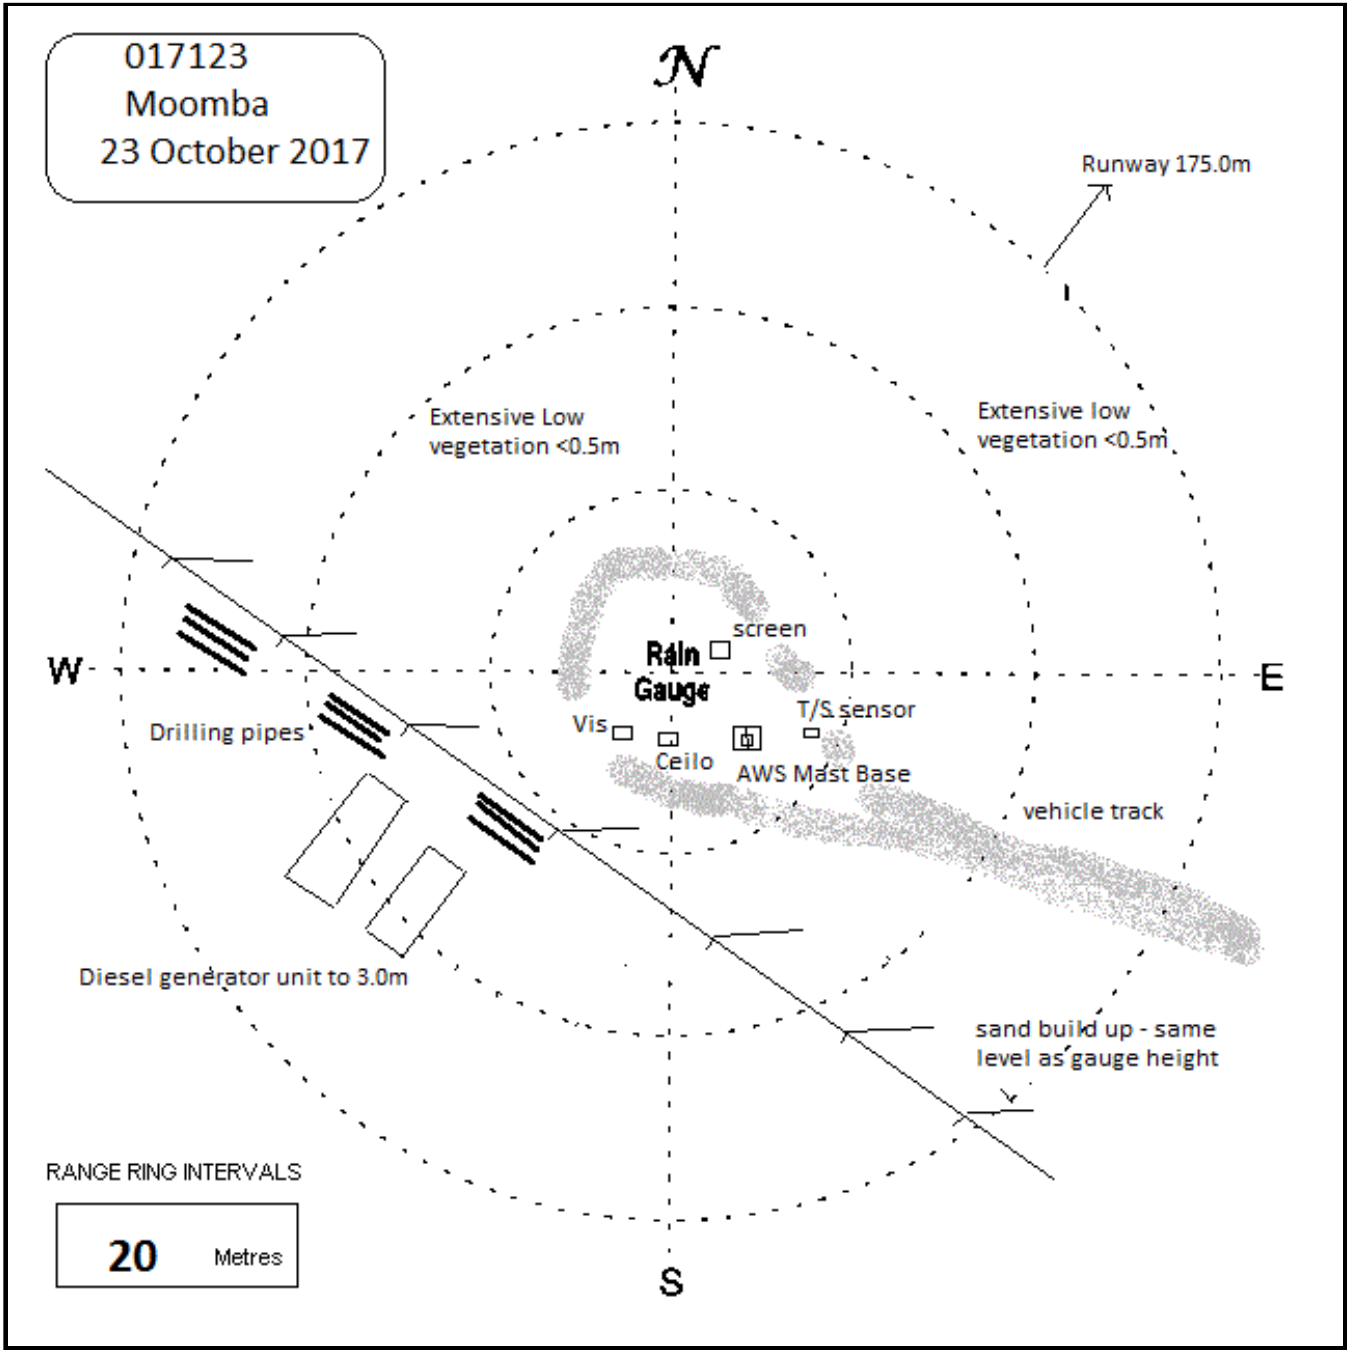 017123
Moomba
23 October 2017
N
Runway 175.0m
Extensive Low
vegetation <0.5m
Extensive low
vegetation <0.5m
screen
Rain
Gauge
W
E
T/S sensor
Vis
Drilling pipes
Ceilo
AWS Mast Base
vehicle track
Diesel generator unit to 3.0m
sand build up - same
level as gauge height
RANGE RING INTERVALS
20 Metres
S